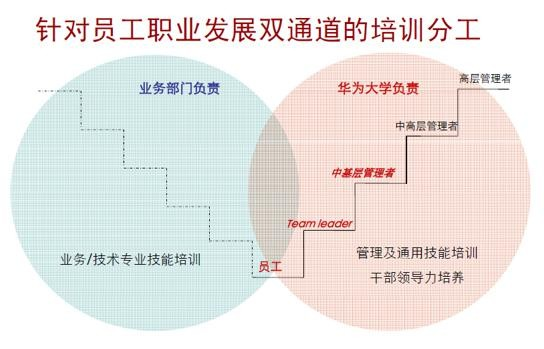 针对员工职业发展双通道的培训分工
业务部门负责
华为大学负责
高层管理者
中高层管理者
中基层管理者
Team leader
员工
业务/技术专业技能培训
管理及通用技能培训
干部领导力培养